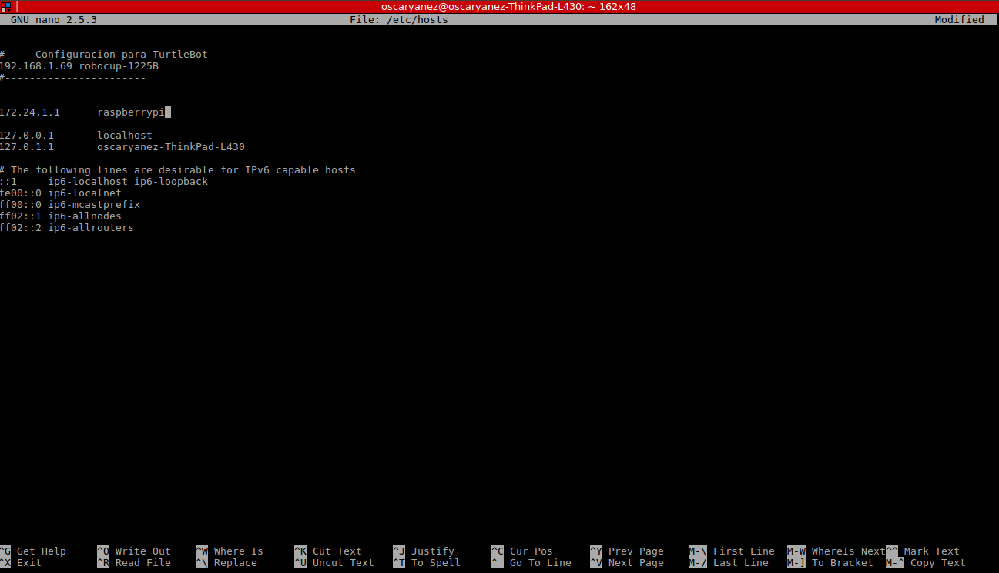 oscaryanez@oscaryanez-ThinkPad-L430: ~ 162x48
GNU nano 2.5.3 File: /etc/hosts Modified
#--- Configuracion para TurtleBot ---
192.168.1.69 robocup-1225B
#-----------------------
172.24.1.1 raspberrypi
127.0.0.1 localhost
127.0.1.1 oscaryanez-ThinkPad-L430
# The following lines are desirable for IPv6 capable hosts
::1 ip6-localhost ip6-loopback
fe00::0 ip6-localnet
ff00::0 ip6-mcastprefix
ff02::1 ip6-allnodes
ff02::2 ip6-allrouters
^G Get Help ^O Write Out ^W Where Is ^K Cut Text ^J Justify ^C Cur Pos ^Y Prev Page M-\ First Line M-W WhereIs Next ^^ Mark Text
^X Exit ^R Read File ^\ Replace ^U Uncut Text ^T To Spell ^_ Go To Line ^V Next Page M-/ Last Line M-] To Bracket M-^ Copy Text